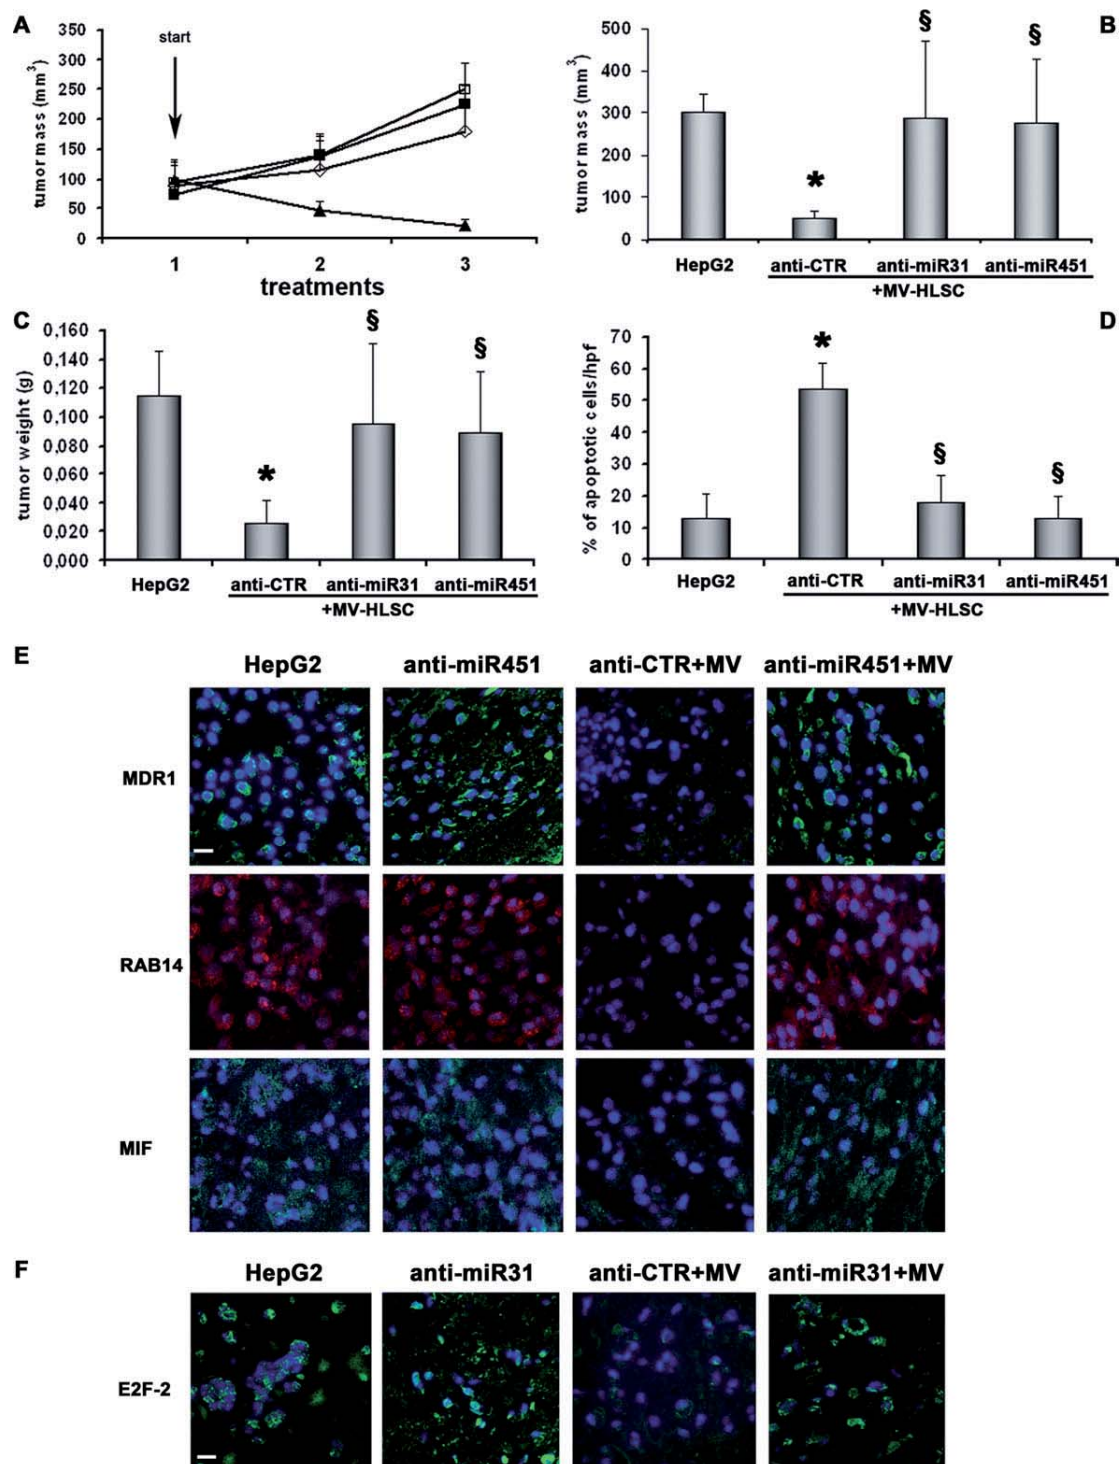 A
start
tumor mass (mm3)
350
300
250
200
150
100
50
0
1 2 3
treatments
B
tumor mass (mm3)
500
400
300
200
100
0
* § §
HepG2 anti-CTR anti-miR31 anti-miR451
+MV-HLSC
C
tumor weight (g)
0,160
0,140
0,120
0,100
0,080
0,060
0,040
0,020
0,000
* § §
HepG2 anti-CTR anti-miR31 anti-miR451
+MV-HLSC
D
% of apoptotic cells/hpf
70
60
50
40
30
20
10
0
* § §
HepG2 anti-CTR anti-miR31 anti-miR451
+MV-HLSC
E
HepG2 anti-miR451 anti-CTR+MV anti-miR451+MV
MDR1
RAB14
MIF
F
HepG2 anti-miR31 anti-CTR+MV anti-miR31+MV
E2F-2